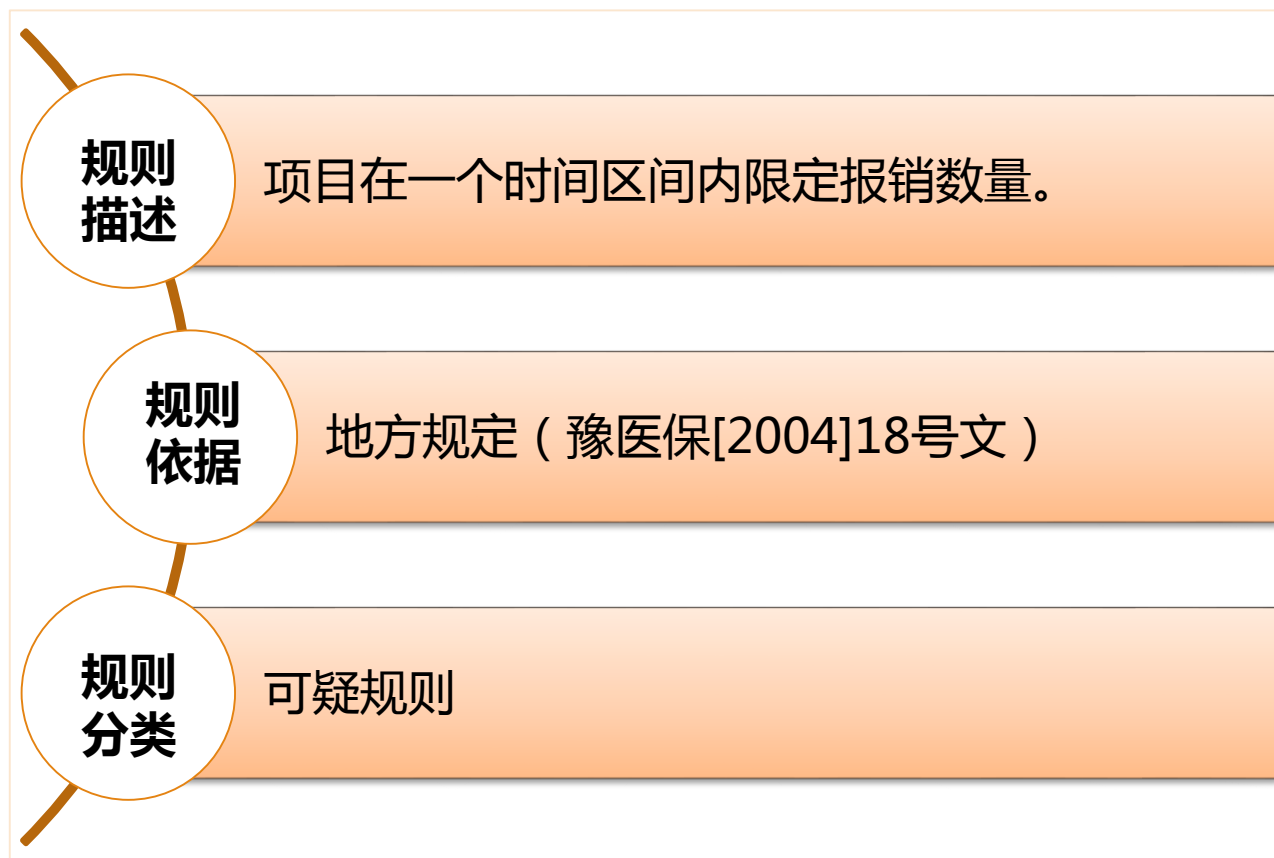 规则
描述
项目在一个时间区间内限定报销数量。
规则
依据
地方规定（豫医保[2004]18号文）
规则
分类
可疑规则